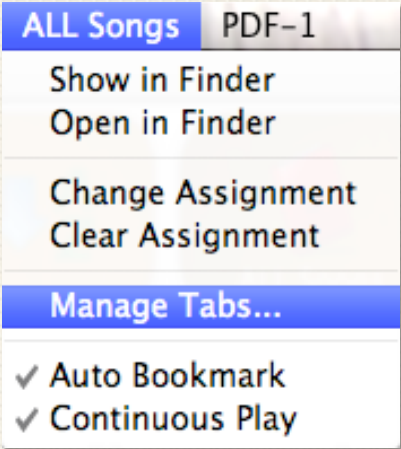 ALL Songs PDF-1
Show in Finder
Open in Finder
Change Assignment
Clear Assignment
Manage Tabs...
✓ Auto Bookmark
✓ Continuous Play